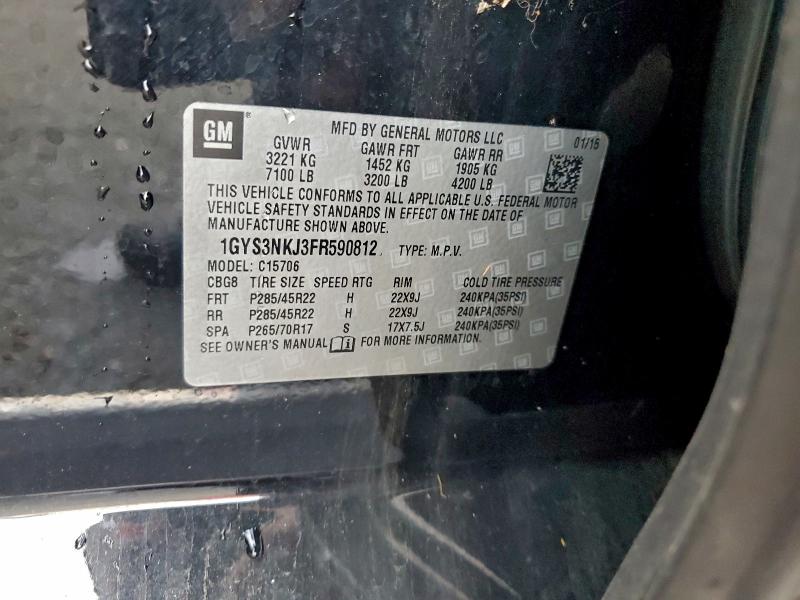 GM ® MFD BY GENERAL MOTORS LLC 01/15
GVWR GAWR FRT GAWR RR
3221 KG 1452 KG 1905 KG
7100 LB 3200 LB 4200 LB
THIS VEHICLE CONFORMS TO ALL APPLICABLE U.S. FEDERAL MOTOR
VEHICLE SAFETY STANDARDS IN EFFECT ON THE DATE OF
MANUFACTURE SHOWN ABOVE.
1GYS3NKJ3FR590812 TYPE: M.P.V.
MODEL: C15706
CBG8 TIRE SIZE SPEED RTG RIM COLD TIRE PRESSURE
FRT P285/45R22 H 22X9J 240KPA(35PSI)
RR P285/45R22 H 22X9J 240KPA(35PSI)
SPA P265/70R17 S 17X7.5J 240KPA(35PSI)
SEE OWNER'S MANUAL FOR MORE INFORMATION.